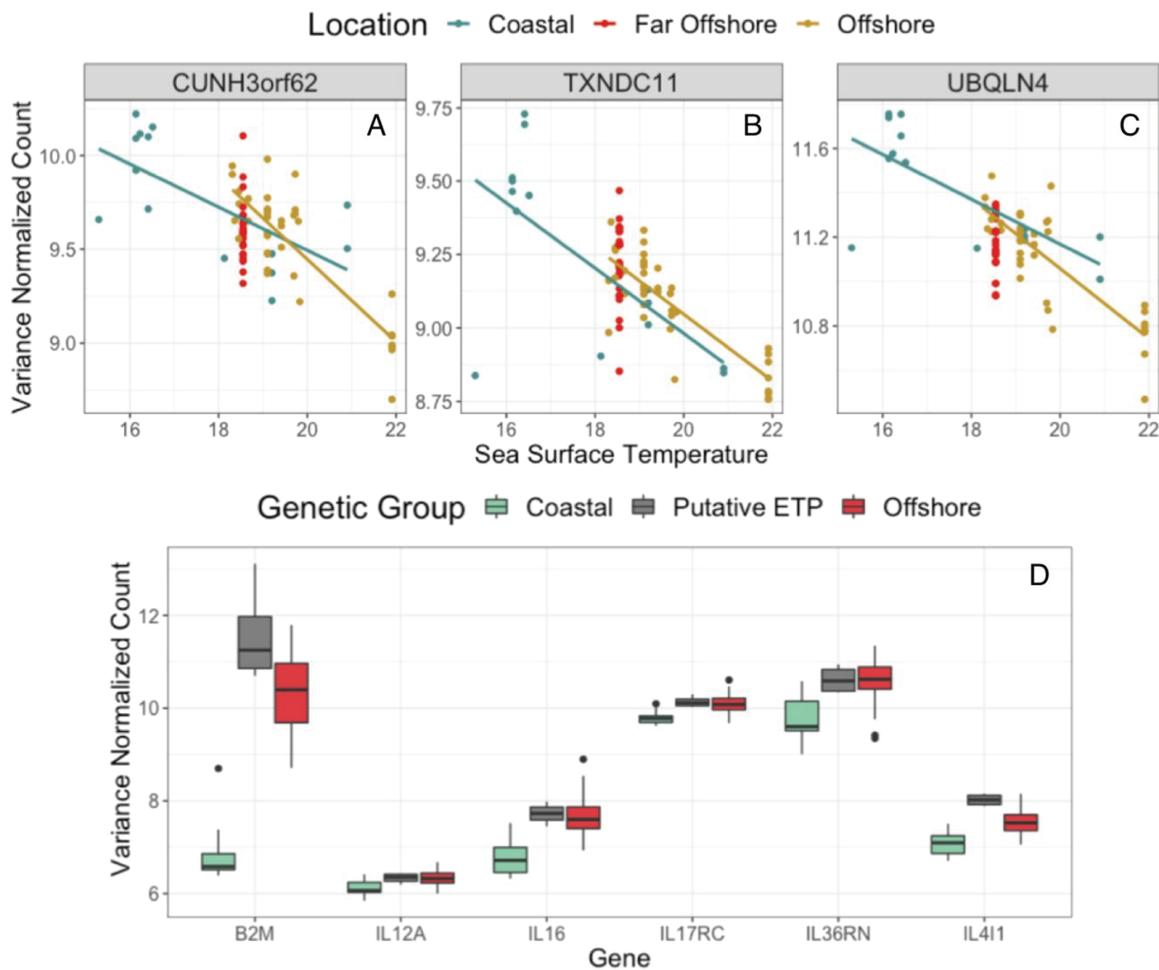 Location Coastal Far Offshore Offshore
CUNH3orf62 TXNDC11 UBQLN4
A B C
Variance Normalized Count
10.0 9.5 9.0
9.75 9.50 9.25 9.00 8.75
11.6 11.2 10.8
16 18 20 22 16 18 20 22 16 18 20 22
Sea Surface Temperature
Genetic Group Coastal Putative ETP Offshore
D
Variance Normalized Count
12
10
8
6
B2M IL12A IL16 IL17RC IL36RN IL4I1
Gene